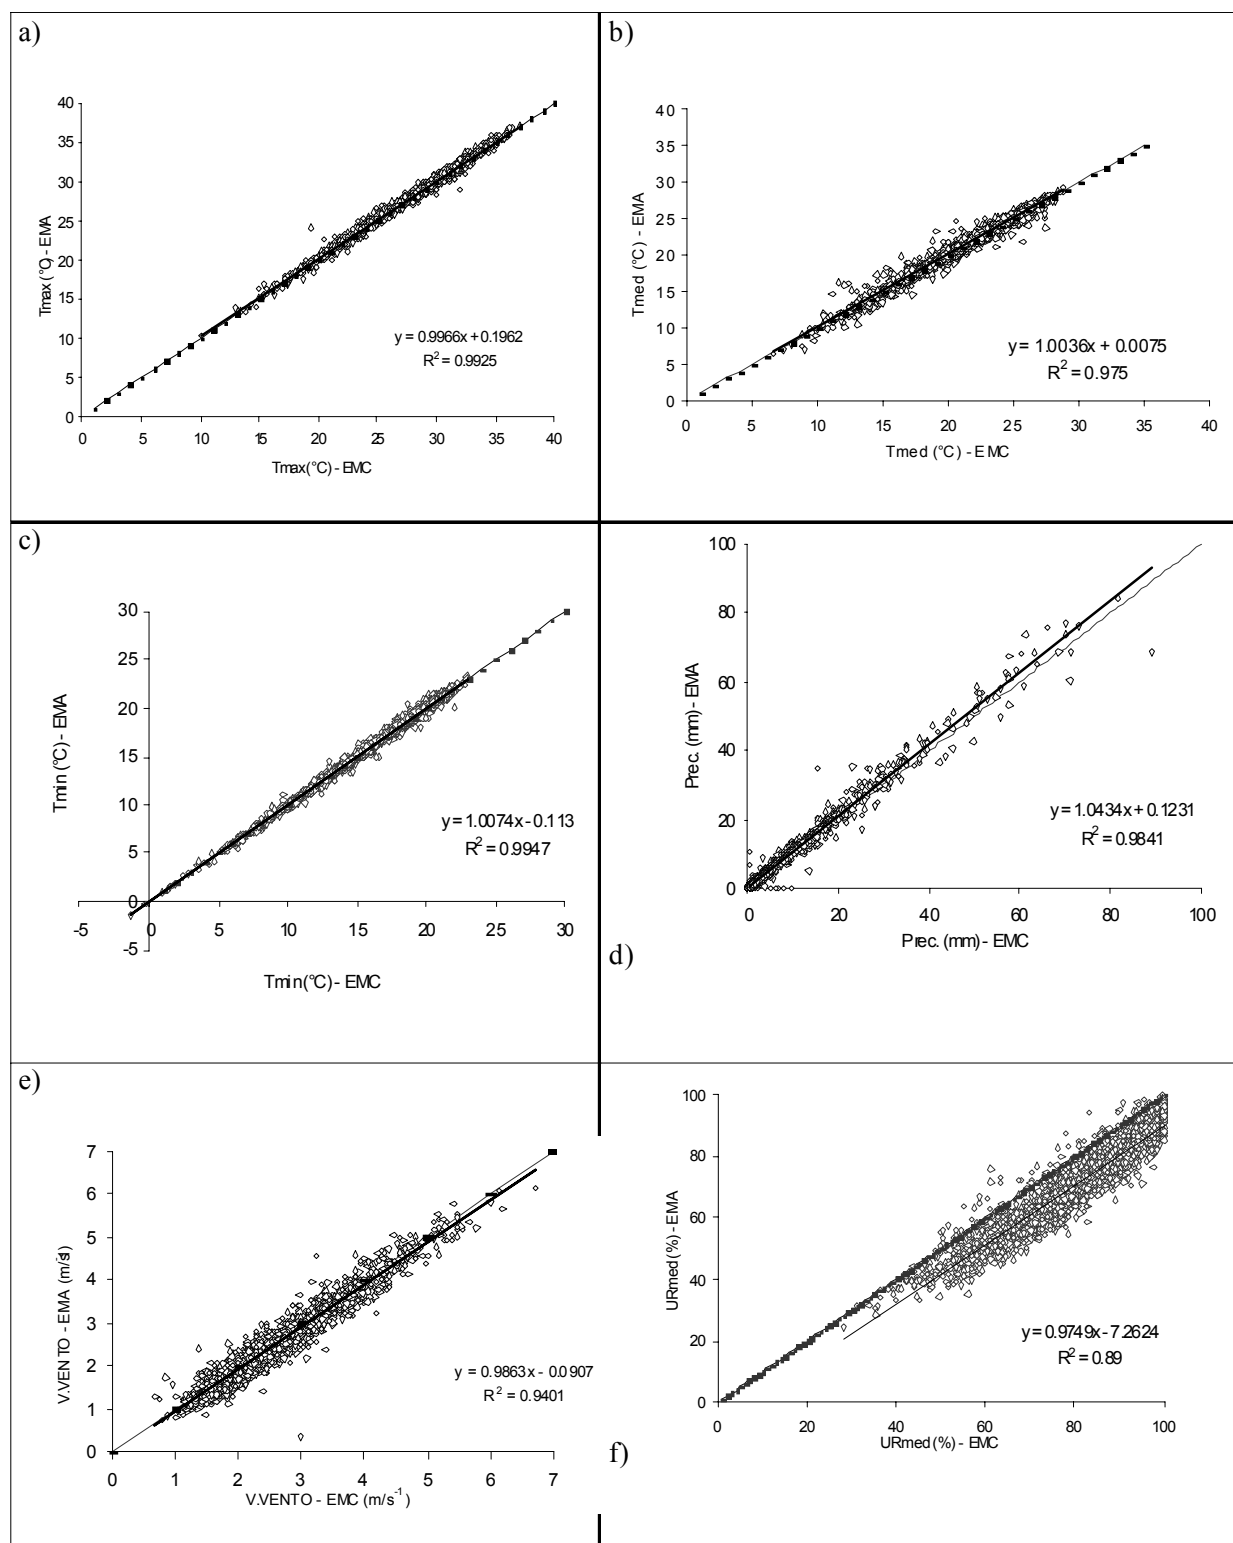 a)
40
35
30
25
20
15
10
5
0
Tmax (°C) - EMA
y = 0.9966x + 0.1962
R² = 0.9925
0 5 10 15 20 25 30 35 40
Tmax (°C) - EMC
b)
40
35
30
25
20
15
10
5
0
Tmed (°C) - EMA
y = 1.0036x + 0.0075
R² = 0.975
0 5 10 15 20 25 30 35 40
Tmed (°C) - EMC
c)
30
25
20
15
10
5
0
-5
Tmin (°C) - EMA
y = 1.0074x - 0.113
R² = 0.9947
-5 0 5 10 15 20 25 30
Tmin (°C) - EMC
100
80
60
40
20
0
Prec. (mm) - EMA
y = 1.0434x + 0.1231
R² = 0.9841
0 20 40 60 80 100
Prec. (mm) - EMC
d)
e)
7
6
5
4
3
2
1
0
V.VENTO - EMA (m/s)
y = 0.9863x - 0.0907
R² = 0.9401
0 1 2 3 4 5 6 7
V.VENTO - EMC (m/s⁻¹)
100
80
60
40
20
0
URmed (%) - EMA
y = 0.9749x - 7.2624
R² = 0.89
0 20 40 60 80 100
URmed (%) - EMC
f)